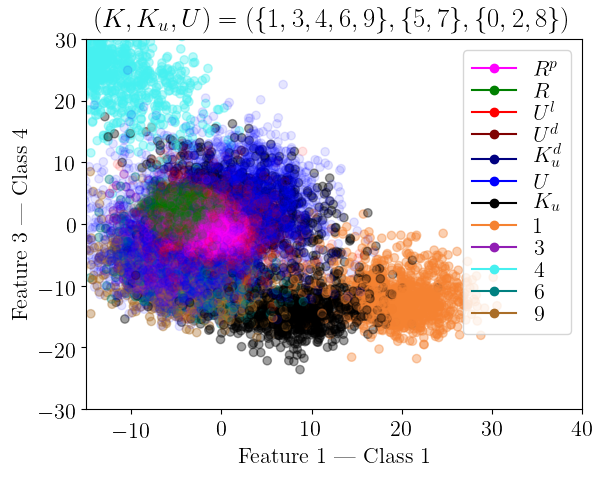 (K, K_u, U) = ({1, 3, 4, 6, 9}, {5, 7}, {0, 2, 8})
30
20
10
0
−10
−20
−30
Feature 3 — Class 4
−10
0
10
20
30
40
Feature 1 — Class 1
R^p
R
U^l
U^d
K_u^d
U
K_u
1
3
4
6
9